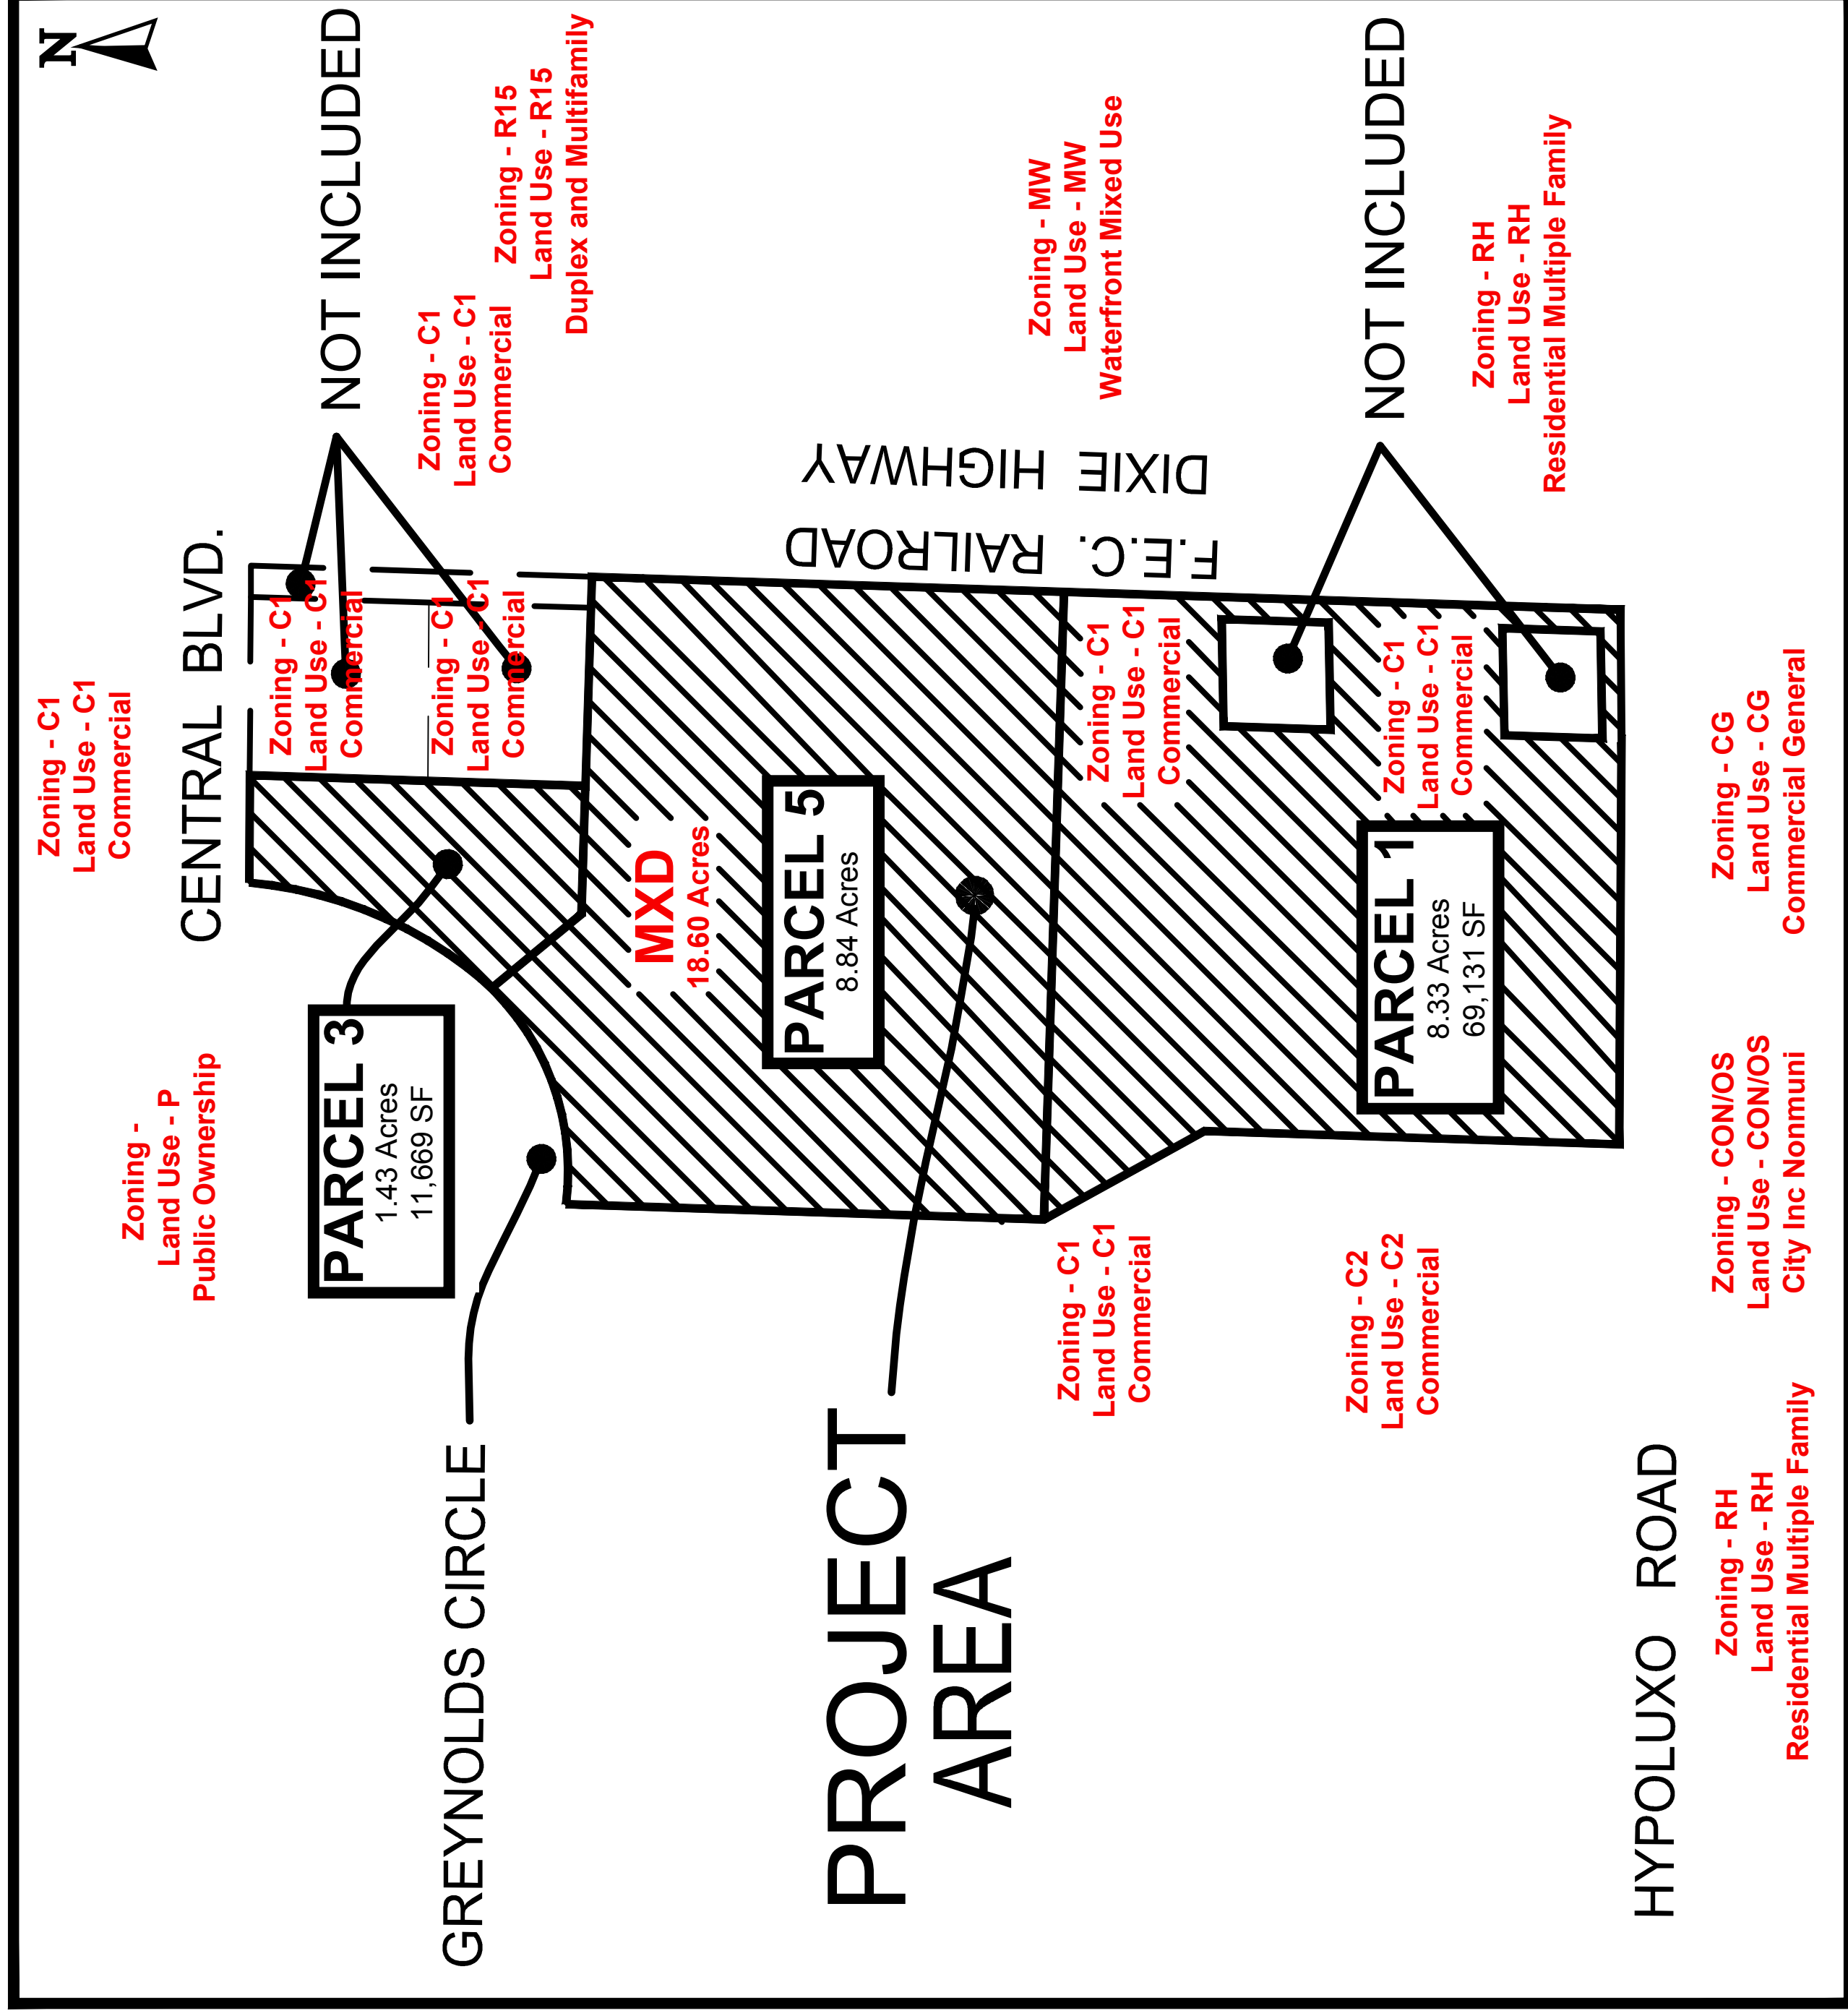 N
CENTRAL BLVD.
NOT INCLUDED
Zoning - C1
Land Use - C1
Commercial
Zoning -
Land Use - P
Public Ownership
Zoning - C1
Land Use - C1
Commercial
Zoning - C1
Land Use - C1
Commercial
Zoning - C1
Land Use - C1
Commercial
Zoning - R15
Land Use - R15
Duplex and Multifamily
PARCEL 3
1.43 Acres
11,669 SF
GREYNOLDS CIRCLE
MXD
18.60 Acres
PARCEL 5
8.84 Acres
PROJECT
AREA
F.E.C. RAILROAD
DIXIE HIGHWAY
Zoning - MW
Land Use - MW
Waterfront Mixed Use
Zoning - C1
Land Use - C1
Commercial
Zoning - C1
Land Use - C1
Commercial
NOT INCLUDED
Zoning - C2
Land Use - C2
Commercial
PARCEL 1
8.33 Acres
69,131 SF
Zoning - C1
Land Use - C1
Commercial
Zoning - RH
Land Use - RH
Residential Multiple Family
HYPOLUXO ROAD
Zoning - RH
Land Use - RH
Residential Multiple Family
Zoning - CON/OS
Land Use - CON/OS
City Inc Nonmuni
Zoning - CG
Land Use - CG
Commercial General